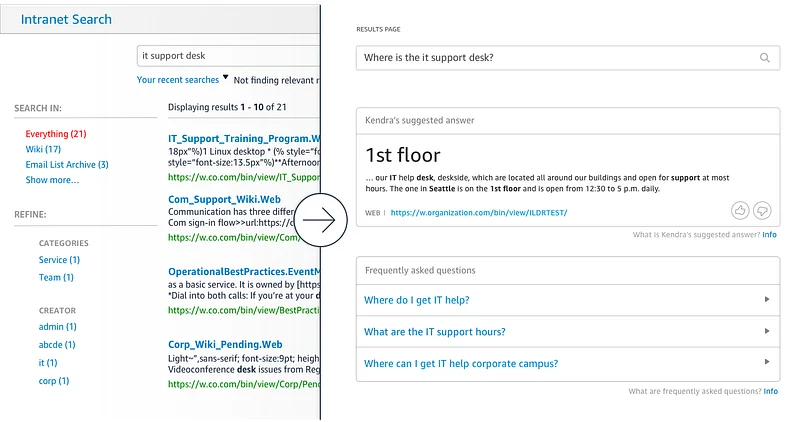 Intranet Search
it support desk
Your recent searches Not finding relevant r
SEARCH IN:
Everything (21)
Wiki (17)
Email List Archive (3)
Show more...
REFINE:
CATEGORIES
Service (1)
Team (1)
CREATOR
admin (1)
abcde (1)
it (1)
corp (1)
Displaying results 1 - 10 of 21
IT_Support_Training_Program.W
18px"%)1 Linux desktop * (% style="fo
style="font-size:13.5px"%)**Afternoon
https://w.co.com/bin/view/IT_Suppor
Com_Support_Wiki.Web
Communication has three differ
Com sign-in flow>>url:https://c
https://w.co.com/bin/view/Com/
OperationalBestPractices.EventM
as a basic service. It is owned by [https
*Dial into both calls: If you're at your d
https://w.co.com/bin/view/BestPracti
Corp_Wiki_Pending.Web
Light~",sans-serif; font-size:9pt; heigh
Videoconference desk issues from Reg
https://w.co.com/bin/view/Corp/Pend
RESULTS PAGE
Where is the it support desk?
Kendra's suggested answer
1st floor
... our IT help desk, deskside, which are located all around our buildings and open for support at most
hours. The one in Seattle is on the 1st floor and is open from 12:30 to 5 p.m. daily.
WEB | https://w.organization.com/bin/view/ILDRTEST/
What is Kendra's suggested answer? Info
Frequently asked questions
Where do I get IT help?
What are the IT support hours?
Where can I get IT help corporate campus?
What are frequently asked questions? Info